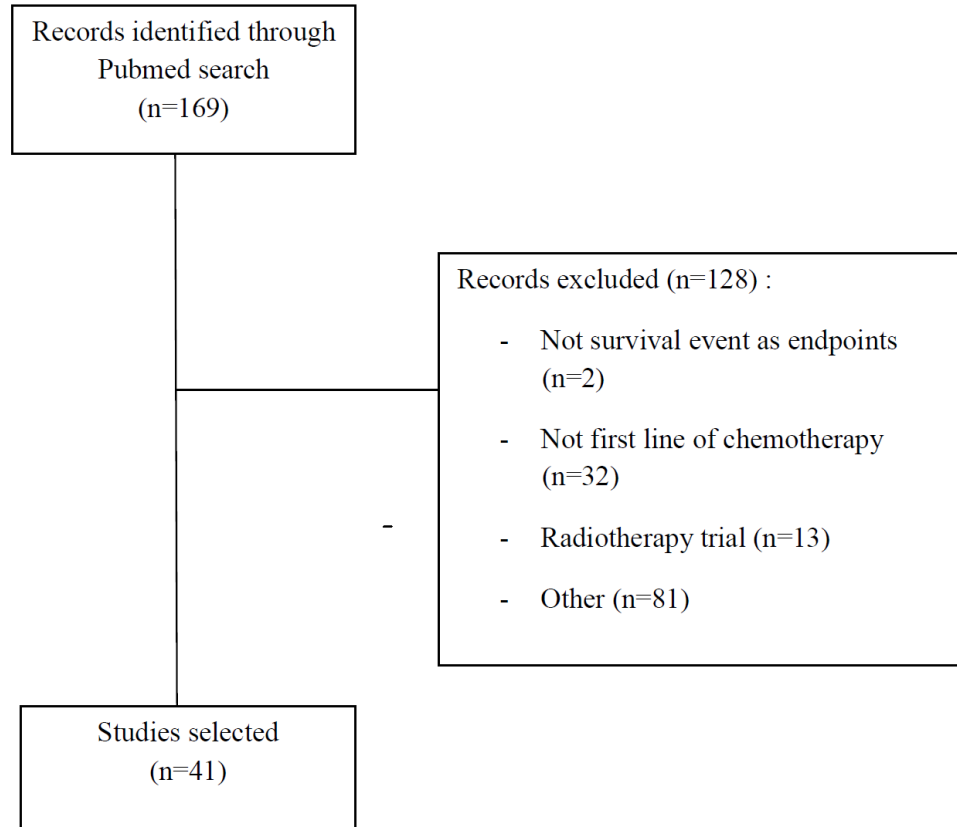 Records identified through
Pubmed search
(n=169)
Records excluded (n=128) :
- Not survival event as endpoints
(n=2)
- Not first line of chemotherapy
(n=32)
-
- Radiotherapy trial (n=13)
- Other (n=81)
Studies selected
(n=41)